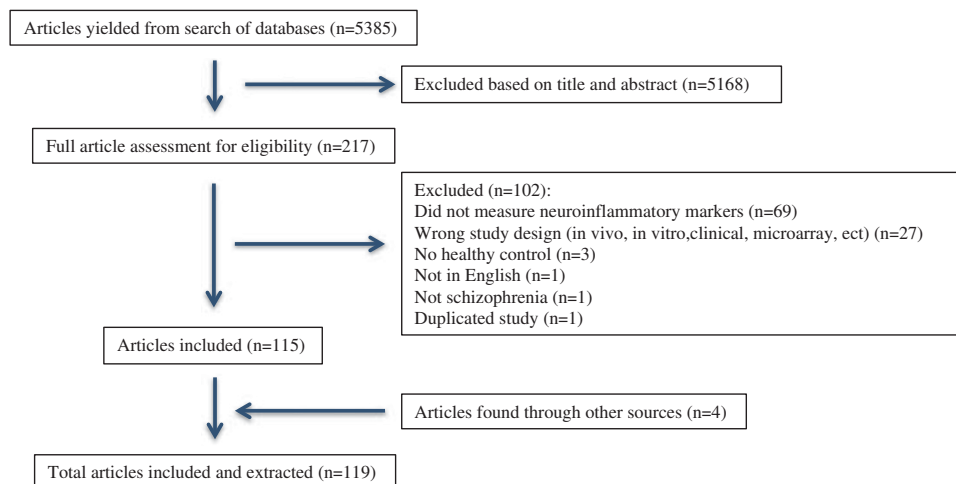 Articles yielded from search of databases (n=5385)
Excluded based on title and abstract (n=5168)
Full article assessment for eligibility (n=217)
Excluded (n=102):
Did not measure neuroinflammatory markers (n=69)
Wrong study design (in vivo, in vitro,clinical, microarray, ect) (n=27)
No healthy control (n=3)
Not in English (n=1)
Not schizophrenia (n=1)
Duplicated study (n=1)
Articles included (n=115)
Articles found through other sources (n=4)
Total articles included and extracted (n=119)